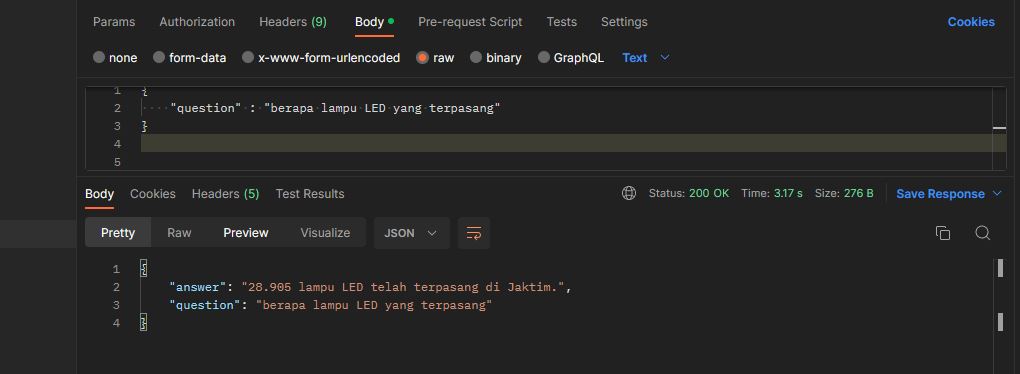 Params Authorization Headers (9) Body Pre-request Script Tests Settings Cookies
none form-data x-www-form-urlencoded raw binary GraphQL Text
1 {
2 "question" : "berapa lampu LED yang terpasang"
3 }
4
5
Body Cookies Headers (5) Test Results Status: 200 OK Time: 3.17 s Size: 276 B Save Response
Pretty Raw Preview Visualize JSON
1 {
2 "answer": "28.905 lampu LED telah terpasang di Jaktim.",
3 "question": "berapa lampu LED yang terpasang"
4 }